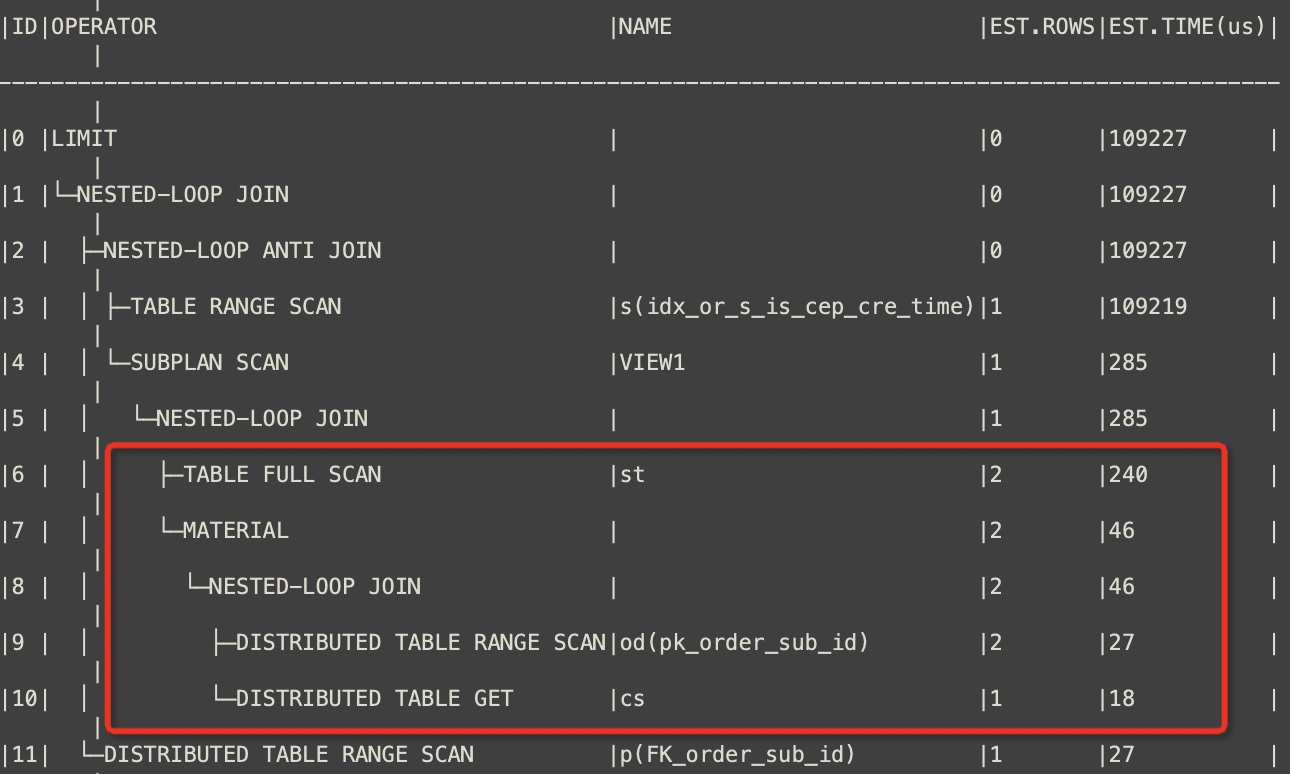 |ID|OPERATOR                                  |NAME                       |EST.ROWS|EST.TIME(us)|
|
-------------------------------------------------------------------------------------------------
|
|0 |LIMIT                                     |                           |0       |109227      |
|
|1 |└─NESTED-LOOP JOIN                        |                           |0       |109227      |
|
|2 |  ├─NESTED-LOOP ANTI JOIN                 |                           |0       |109227      |
|
|3 |  │ ├─TABLE RANGE SCAN                    |s(idx_or_s_is_cep_cre_time)|1       |109219      |
|
|4 |  │ └─SUBPLAN SCAN                        |VIEW1                      |1       |285         |
|
|5 |  │   └─NESTED-LOOP JOIN                  |                           |1       |285         |
|
|6 |  │     ├─TABLE FULL SCAN                 |st                         |2       |240         |
|
|7 |  │     └─MATERIAL                        |                           |2       |46          |
|
|8 |  │       └─NESTED-LOOP JOIN              |                           |2       |46          |
|
|9 |  │         ├─DISTRIBUTED TABLE RANGE SCAN|od(pk_order_sub_id)        |2       |27          |
|
|10|  │         └─DISTRIBUTED TABLE GET       |cs                         |1       |18          |
|
|11|  └─DISTRIBUTED TABLE RANGE SCAN          |p(FK_order_sub_id)         |1       |27          |